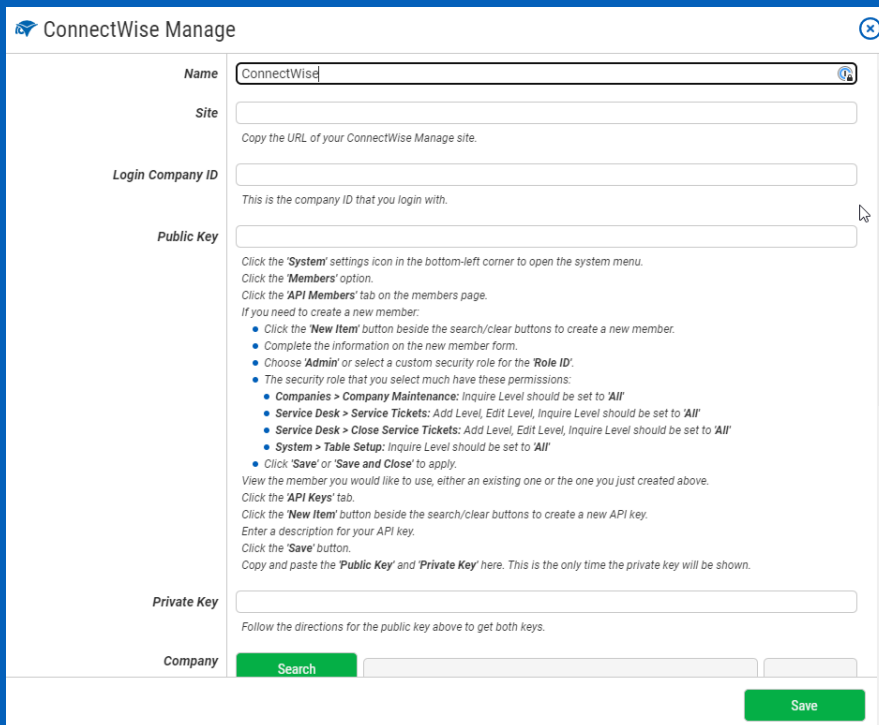 ConnectWise Manage
Name
ConnectWise
Site
Copy the URL of your ConnectWise Manage site.
Login Company ID
This is the company ID that you login with.
Public Key
Click the 'System' settings icon in the bottom-left corner to open the system menu.
Click the 'Members' option.
Click the 'API Members' tab on the members page.
If you need to create a new member:
Click the 'New Item' button beside the search/clear buttons to create a new member.
Complete the information on the new member form.
Choose 'Admin' or select a custom security role for the 'Role ID'.
The security role that you select much have these permissions:
Companies > Company Maintenance: Inquire Level should be set to 'All'
Service Desk > Service Tickets: Add Level, Edit Level, Inquire Level should be set to 'All'
Service Desk > Close Service Tickets: Add Level, Edit Level, Inquire Level should be set to 'All'
System > Table Setup: Inquire Level should be set to 'All'
Click 'Save' or 'Save and Close' to apply.
View the member you would like to use, either an existing one or the one you just created above.
Click the 'API Keys' tab.
Click the 'New Item' button beside the search/clear buttons to create a new API key.
Enter a description for your API key.
Click the 'Save' button.
Copy and paste the 'Public Key' and 'Private Key' here. This is the only time the private key will be shown.
Private Key
Follow the directions for the public key above to get both keys.
Company
Search
Save